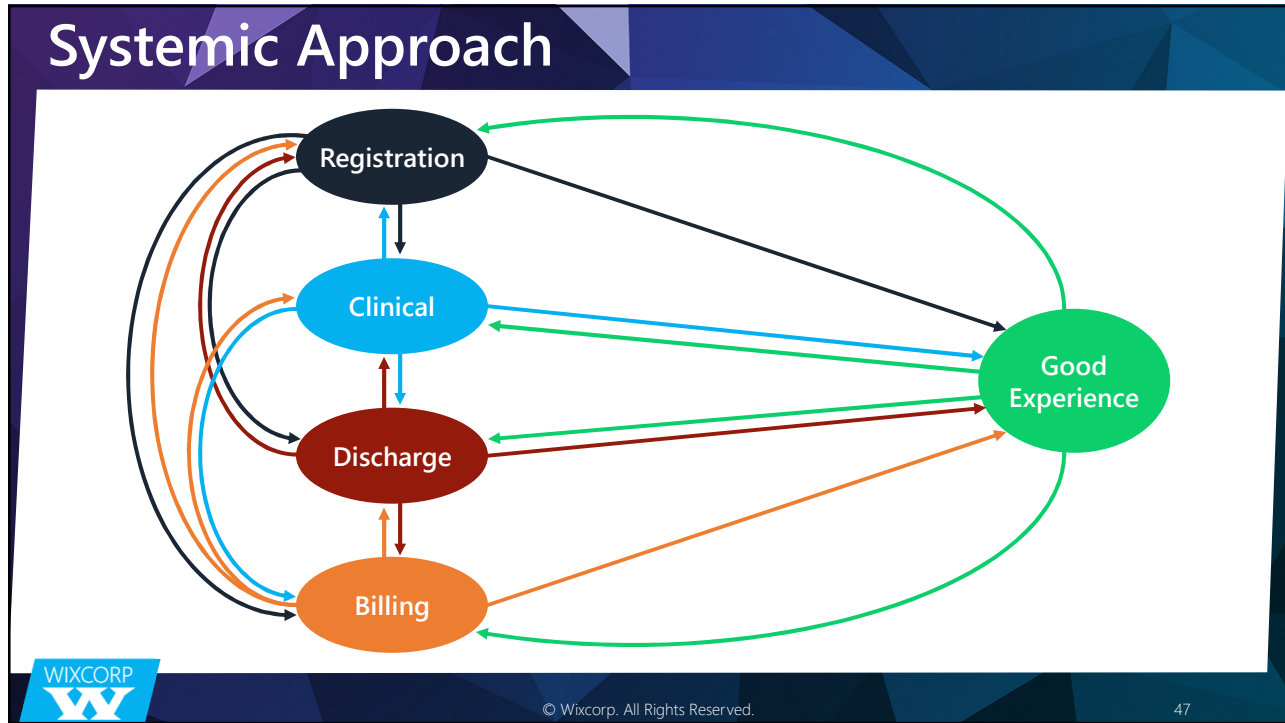 Systemic Approach
Registration
Clinical
Good
Experience
Discharge
Billing
WIXCORP
© Wixcorp. All Rights Reserved.
47